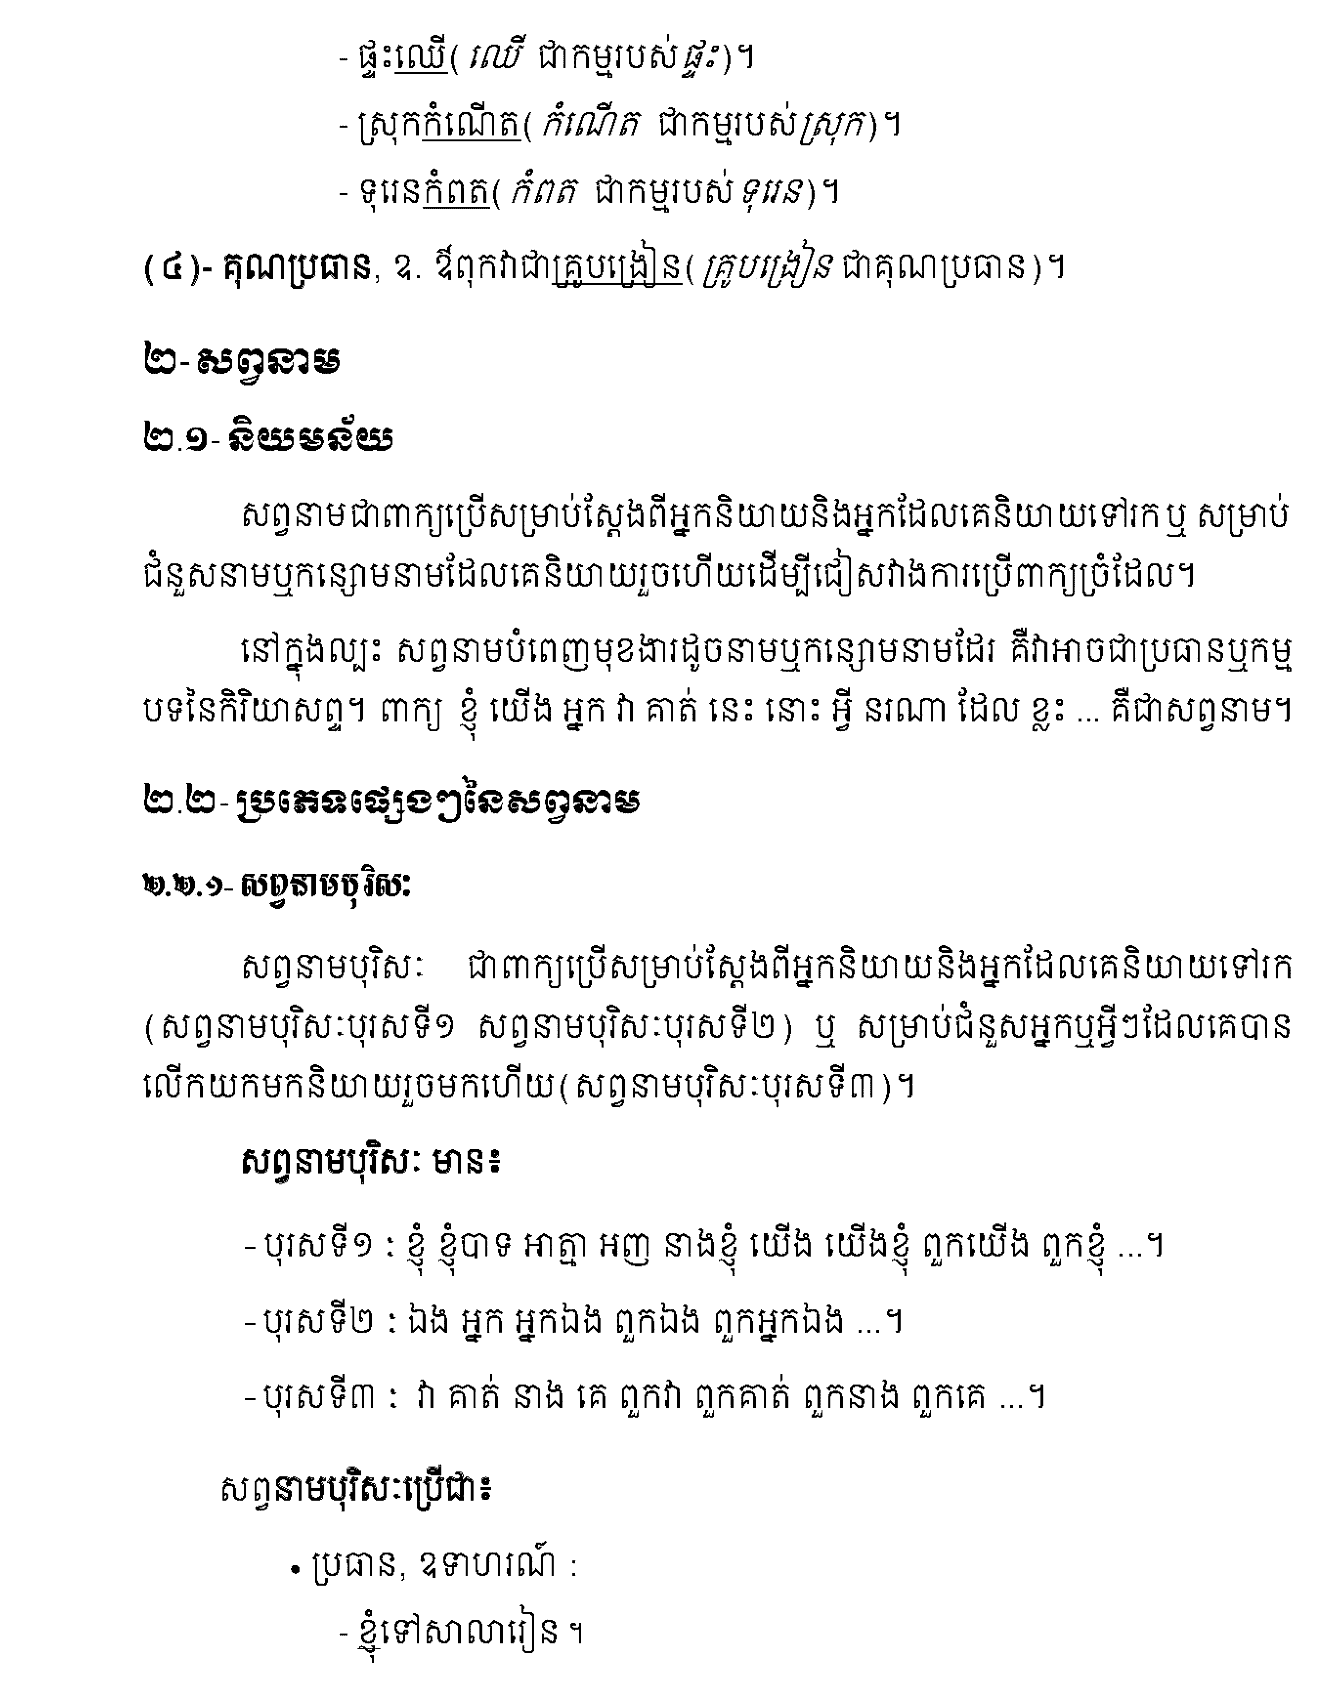 - ផ្ទះឈើ(ឈើ ជាកម្មរបស់ផ្ទះ)។
- ស្រុកកំណើត(កំណើត ជាកម្មរបស់ស្រុក)។
- ទុរេនកំពត(កំពត ជាកម្មរបស់ទុរេន)។
(៤)- គុណប្រធាន, ឧ. ឪពុកវាជាគ្រូបង្រៀន(គ្រូបង្រៀន ជាគុណប្រធាន)។
២- សព្វនាម
២.១- និយមន័យ
សព្វនាមជាពាក្យប្រើសម្រាប់ស្តែងពីអ្នកនិយាយនិងអ្នកដែលគេនិយាយទៅរកឬ សម្រាប់
ជំនួសនាមឬកន្សោមនាមដែលគេនិយាយរួចហើយដើម្បីជៀសវាងការប្រើពាក្យច្រំដែល។
នៅក្នុងល្បះ សព្វនាមបំពេញមុខងារដូចនាមឬកន្សោមនាមដែរ គឺវាអាចជាប្រធានឬកម្ម
បទនៃកិរិយាសព្ទ។ ពាក្យ ខ្ញុំ យើង អ្នក វា គាត់ នេះ នោះ អ្វី នរណា ដែល ខ្លះ ... គឺជាសព្វនាម។
២.២- ប្រភេទផ្សេងៗនៃសព្វនាម
២.២.១- សព្វនាមបុរិសៈ
សព្វនាមបុរិសៈ ជាពាក្យប្រើសម្រាប់ស្តែងពីអ្នកនិយាយនិងអ្នកដែលគេនិយាយទៅរក
(សព្វនាមបុរិសៈបុរសទី១ សព្វនាមបុរិសៈបុរសទី២) ឬ សម្រាប់ជំនួសអ្នកឬអ្វីៗដែលគេបាន
លើកយកមកនិយាយរួចមកហើយ(សព្វនាមបុរិសៈបុរសទី៣)។
សព្វនាមបុរិសៈ មាន៖
- បុរសទី១ : ខ្ញុំ ខ្ញុំបាទ អាត្មា អញ នាងខ្ញុំ យើង យើងខ្ញុំ ពួកយើង ពួកខ្ញុំ ...។
- បុរសទី២ : ឯង អ្នក អ្នកឯង ពួកឯង ពួកអ្នកឯង ...។
- បុរសទី៣ : វា គាត់ នាង គេ ពួកវា ពួកគាត់ ពួកនាង ពួកគេ ...។
សព្វនាមបុរិសៈប្រើជា៖
• ប្រធាន, ឧទាហរណ៍ :
- ខ្ញុំទៅសាលារៀន។